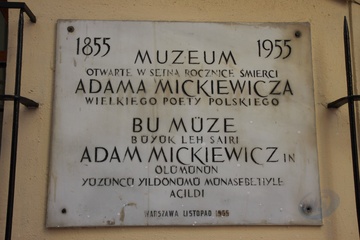 1855 1955
MUZEUM
OTWARTE W SETNĄ ROCZNICĘ ŚMIERCI
ADAMA MICKIEWICZA
WIELKIEGO POETY POLSKIEGO
BU MÜZE
BÜYÜK LEH ŞAİRİ
ADAM MICKIEWICZ İN
ÖLÜMÜNÜN
YÜZÜNCÜ YILDÖNÜMÜ MÜNASEBETİYLE
AÇILDI
WARSZAWA LISTOPAD 1955